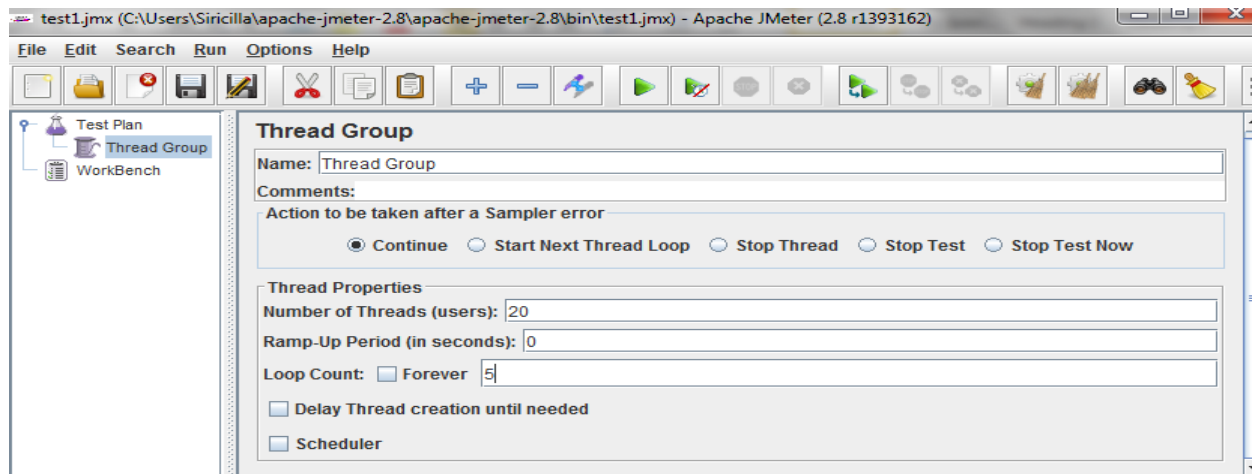 test1.jmx (C:\Users\Siricilla\apache-jmeter-2.8\apache-jmeter-2.8\bin\test1.jmx) - Apache JMeter (2.8 r1393162)
File Edit Search Run Options Help
Test Plan
Thread Group
WorkBench
Thread Group
Name: Thread Group
Comments:
Action to be taken after a Sampler error
Continue Start Next Thread Loop Stop Thread Stop Test Stop Test Now
Thread Properties
Number of Threads (users): 20
Ramp-Up Period (in seconds): 0
Loop Count: Forever 5
Delay Thread creation until needed
Scheduler